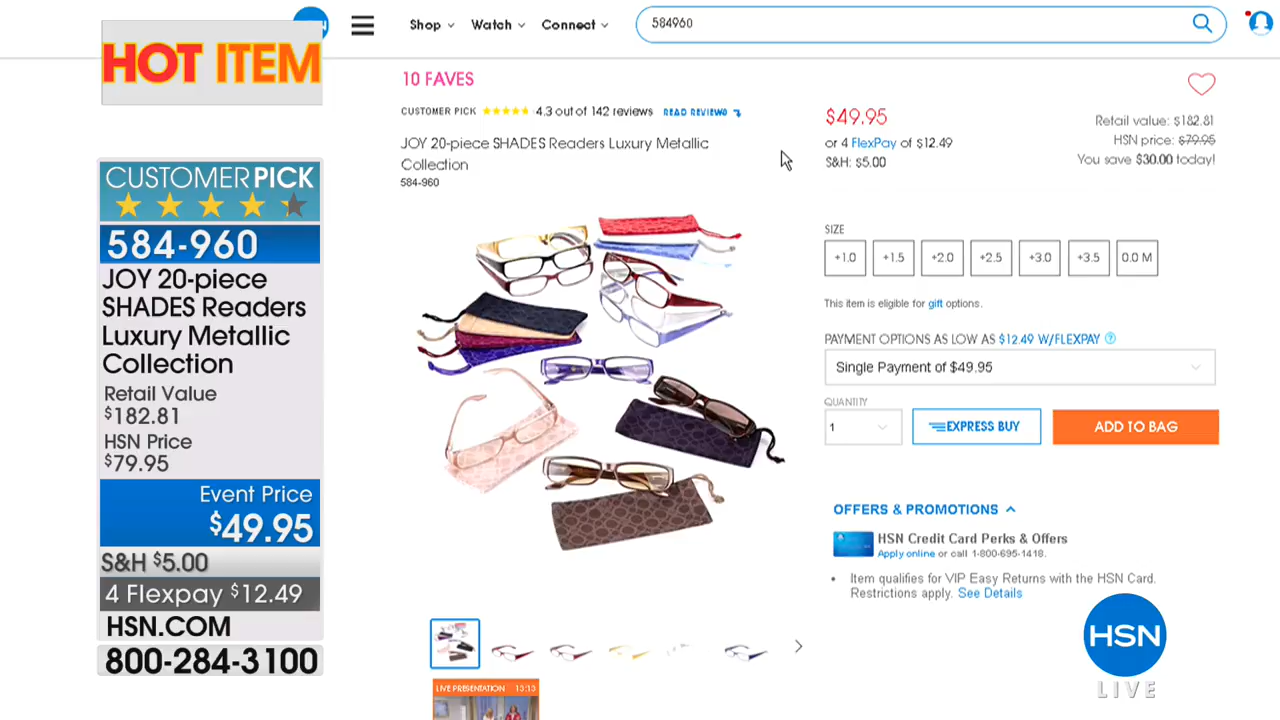 HOT ITEM
CUSTOMER PICK
584-960
JOY 20-piece
SHADES Readers
Luxury Metallic
Collection
Retail Value
$182.81
HSN Price
$79.95
Event Price
$49.95
S&H $5.00
4 Flexpay $12.49
HSN.COM
800-284-3100
Shop Watch Connect
584960
10 FAVES
CUSTOMER PICK 4.3 out of 142 reviews READ REVIEWS
JOY 20-piece SHADES Readers Luxury Metallic
Collection
584-960
$49.95
or 4 FlexPay of $12.49
S&H: $5.00
Retail value: $182.81
HSN price: $79.95
You save $30.00 today!
SIZE
+1.0 +1.5 +2.0 +2.5 +3.0 +3.5 0.0 M
This item is eligible for gift options.
PAYMENT OPTIONS AS LOW AS $12.49 W/FLEXPAY ?
Single Payment of $49.95
QUANTITY
1
EXPRESS BUY
ADD TO BAG
OFFERS & PROMOTIONS
HSN Credit Card Perks & Offers
Apply online or call 1-800-695-1418.
• Item qualifies for VIP Easy Returns with the HSN Card.
Restrictions apply. See Details
LIVE PRESENTATION
HSN
LIVE